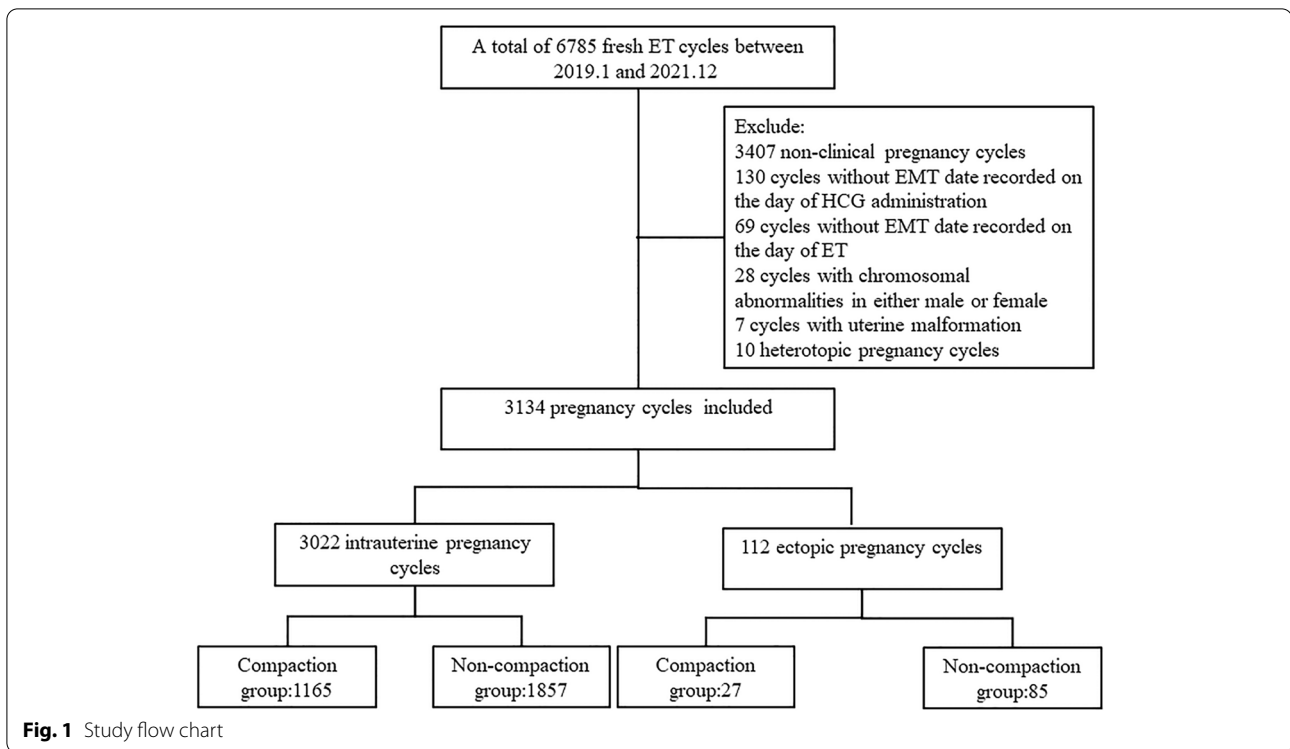 A total of 6785 fresh ET cycles between
2019.1 and 2021.12
Exclude:
3407 non-clinical pregnancy cycles
130 cycles without EMT date recorded on
the day of HCG administration
69 cycles without EMT date recorded on
the day of ET
28 cycles with chromosomal
abnormalities in either male or female
7 cycles with uterine malformation
10 heterotopic pregnancy cycles
3134 pregnancy cycles included
3022 intrauterine pregnancy
cycles
112 ectopic pregnancy cycles
Compaction
group:1165
Non-compaction
group:1857
Compaction
group:27
Non-compaction
group:85
Fig. 1 Study flow chart